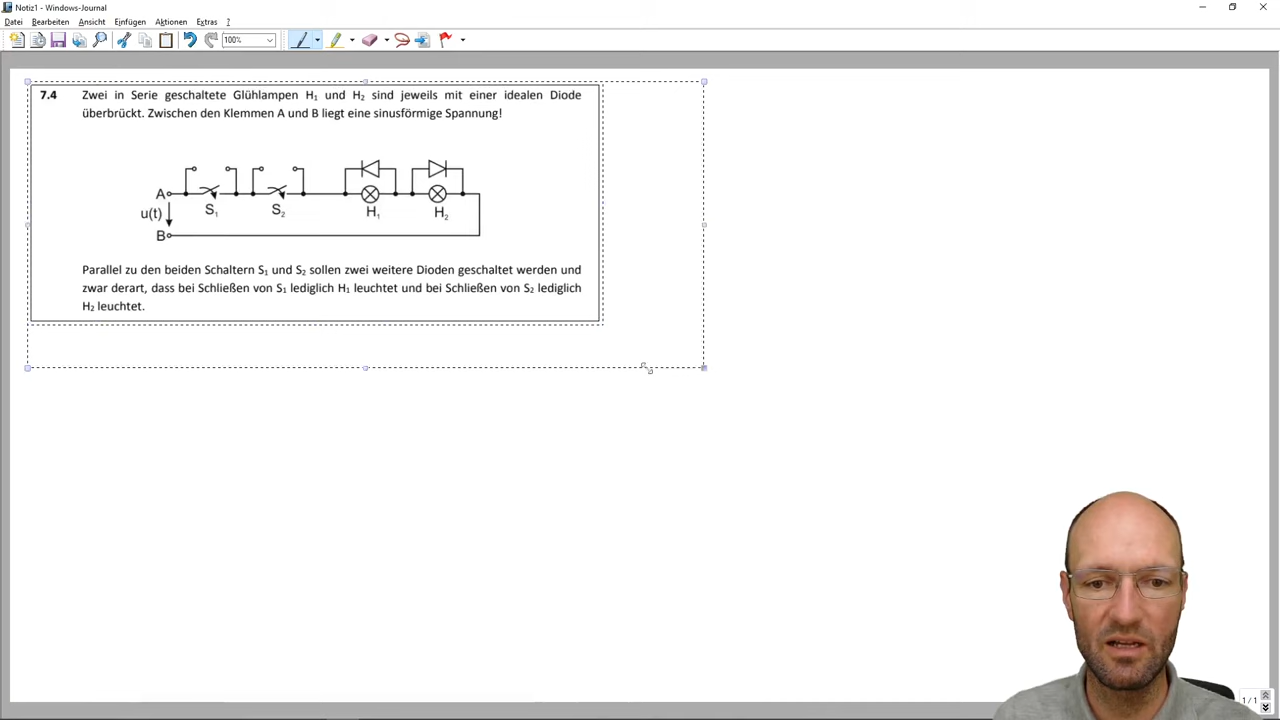 Notiz1 - Windows-Journal
Datei Bearbeiten Ansicht Einfügen Aktionen Extras ?
100%
7.4 Zwei in Serie geschaltete Glühlampen H₁ und H₂ sind jeweils mit einer idealen Diode
überbrückt. Zwischen den Klemmen A und B liegt eine sinusförmige Spannung!
A
u(t) S₁ S₂ H₁ H₂
B
Parallel zu den beiden Schaltern S₁ und S₂ sollen zwei weitere Dioden geschaltet werden und
zwar derart, dass bei Schließen von S₁ lediglich H₁ leuchtet und bei Schließen von S₂ lediglich
H₂ leuchtet.
1/1